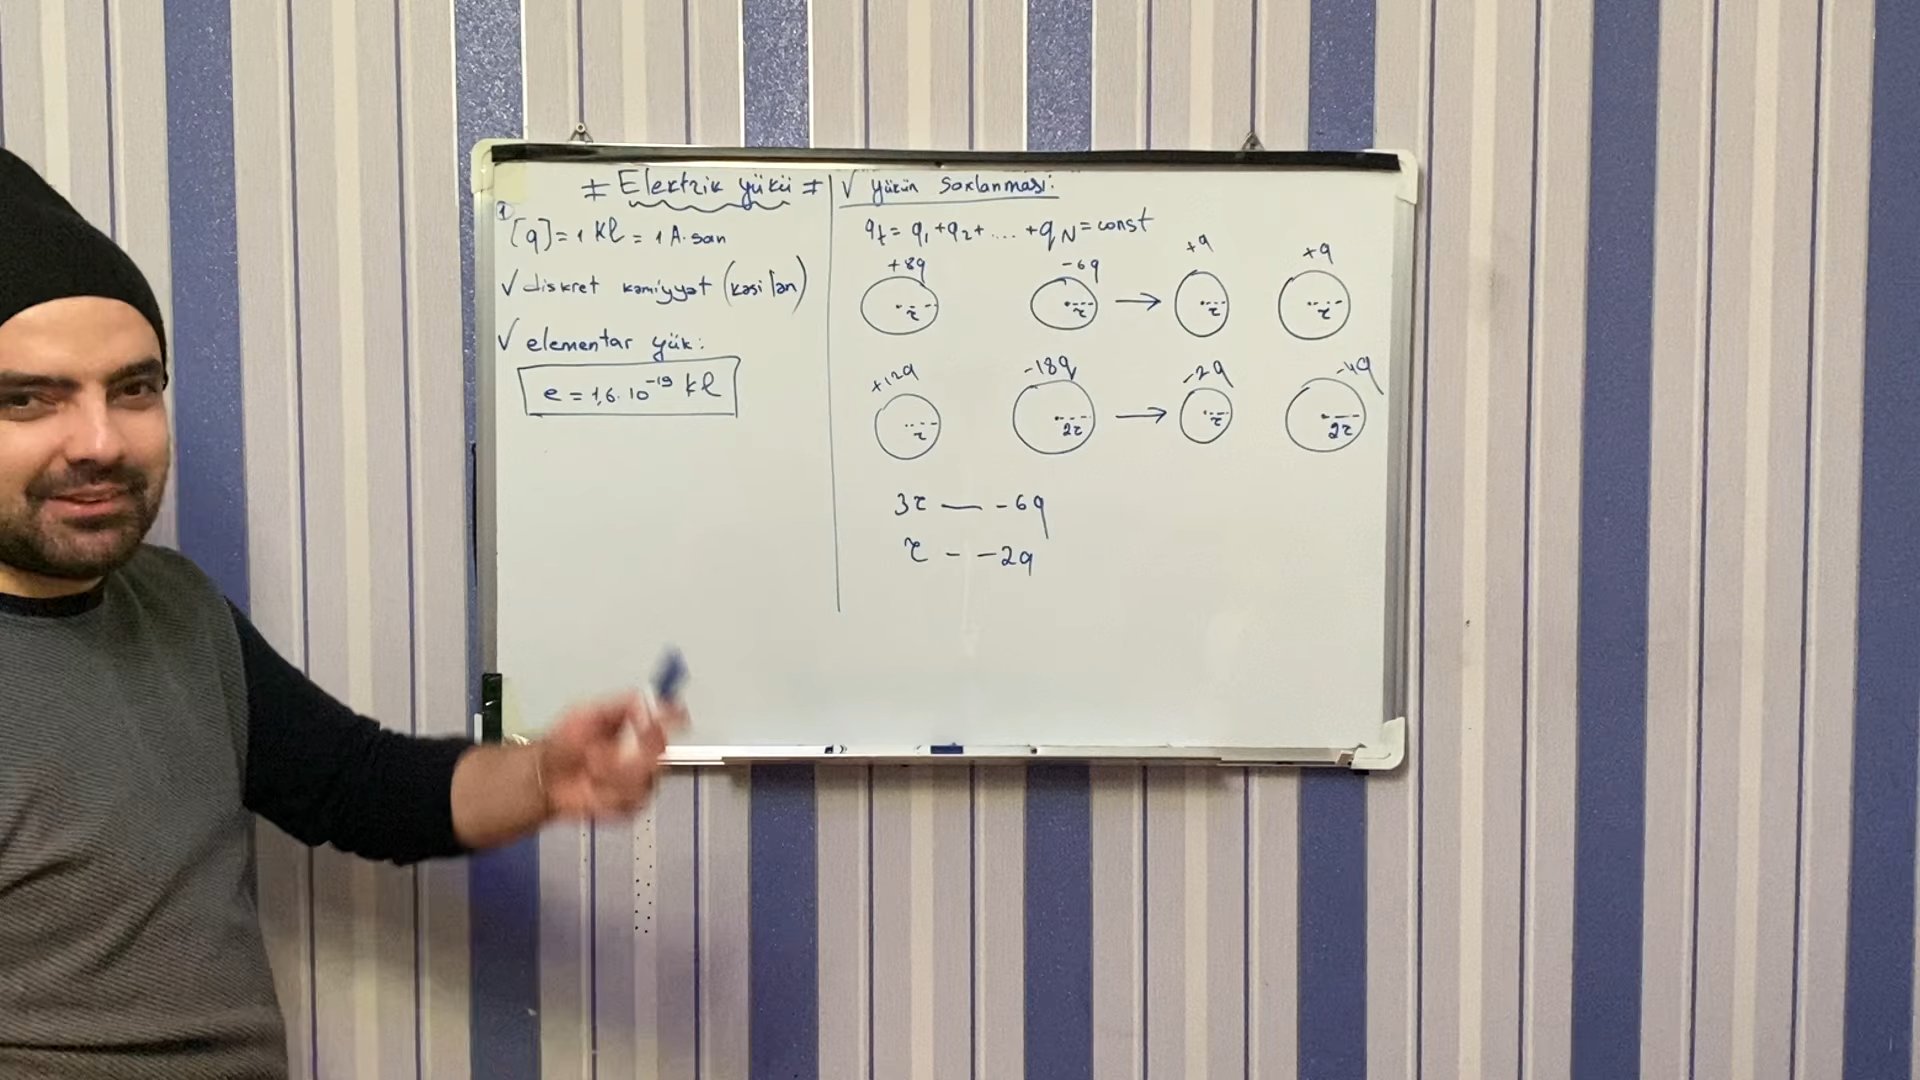 ≠ Elektrik yükü ≠
①
[q] = 1 Kl = 1 A·san
√ diskret kəmiyyət (kəsilən)
√ elementar yük:
e = 1,6·10⁻¹⁹ kl
√ yükün saxlanması:
qt = q₁ + q₂ + .... + qN = const
+8q -6q → +q +q
r r r r
+12q -18q → -2q -4q
r 2r r 2r
3r — -6q
r - -2q